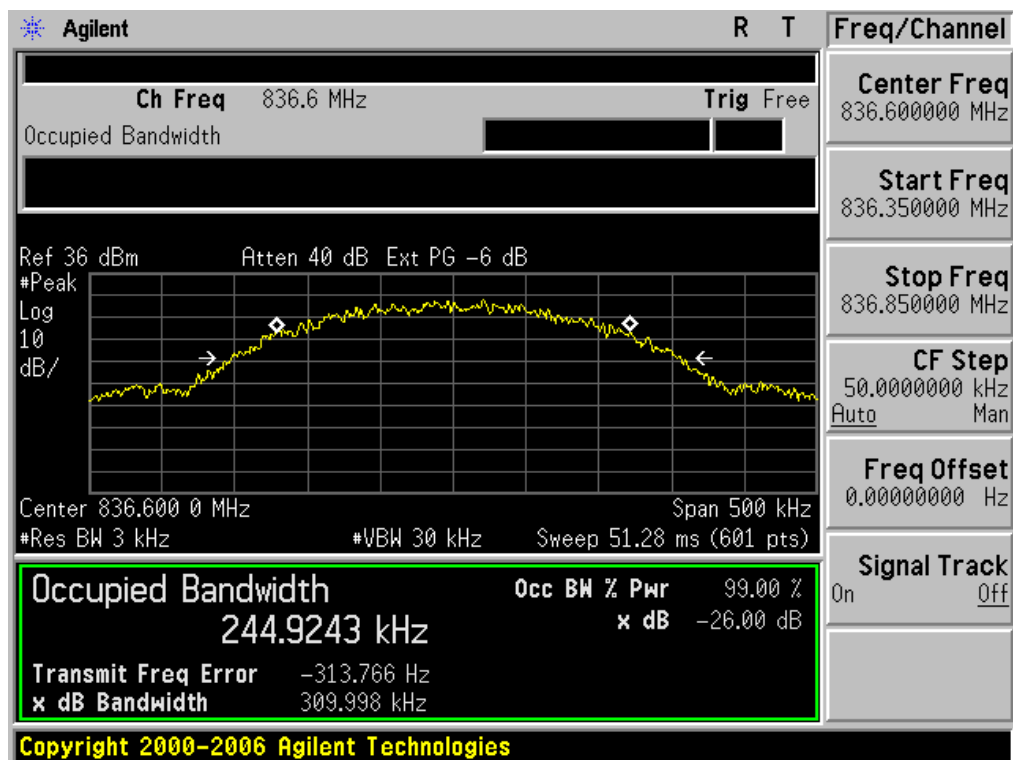 Agilent R T
Freq/Channel
Ch Freq 836.6 MHz Trig Free
Occupied Bandwidth
Ref 36 dBm Atten 40 dB Ext PG -6 dB
#Peak
Log
10
dB/
Center 836.600 0 MHz Span 500 kHz
#Res BW 3 kHz #VBW 30 kHz Sweep 51.28 ms (601 pts)
Occupied Bandwidth Occ BW % Pwr 99.00 %
244.9243 kHz x dB -26.00 dB
Transmit Freq Error -313.766 Hz
x dB Bandwidth 309.998 kHz
Center Freq
836.600000 MHz
Start Freq
836.350000 MHz
Stop Freq
836.850000 MHz
CF Step
50.0000000 kHz
Auto Man
Freq Offset
0.00000000 Hz
Signal Track
On Off
Copyright 2000-2006 Agilent Technologies